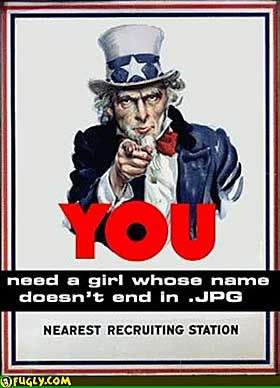 YOU
need a girl whose name
doesn't end in .JPG
NEAREST RECRUITING STATION
FUGLY.COM